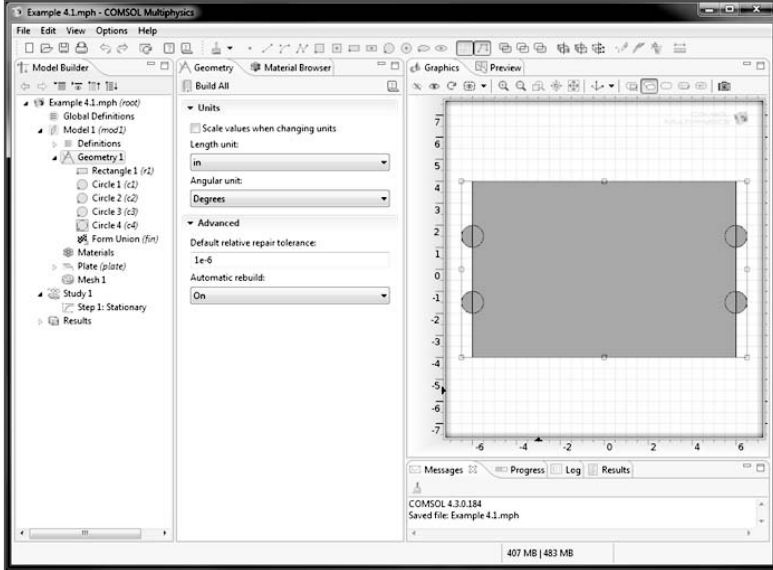 Example 4.1.mph - COMSOL Multiphysics
File Edit View Options Help
Model Builder
Example 4.1.mph (root)
Global Definitions
Model 1 (mod1)
Definitions
Geometry 1
Rectangle 1 (r1)
Circle 1 (c1)
Circle 2 (c2)
Circle 3 (c3)
Circle 4 (c4)
Form Union (fin)
Materials
Plate (plate)
Mesh 1
Study 1
Step 1: Stationary
Results
Geometry Material Browser
Build All
Units
Scale values when changing units
Length unit:
in
Angular unit:
Degrees
Advanced
Default relative repair tolerance:
1e-6
Automatic rebuild:
On
Graphics Preview
COMSOL
MULTIPHYSICS
7
6
5
4
3
2
1
0
-1
-2
-3
-4
-5
-6
-7
-6 -4 -2 0 2 4 6
Messages Progress Log Results
COMSOL 4.3.0.184
Saved file: Example 4.1.mph
407 MB | 483 MB